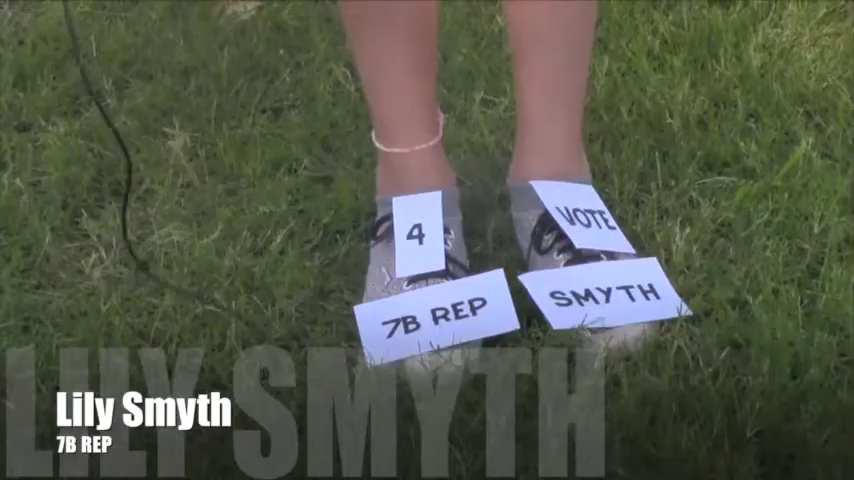 4
VOTE
7B REP
SMYTH
LILY SMYTH
Lily Smyth
7B REP